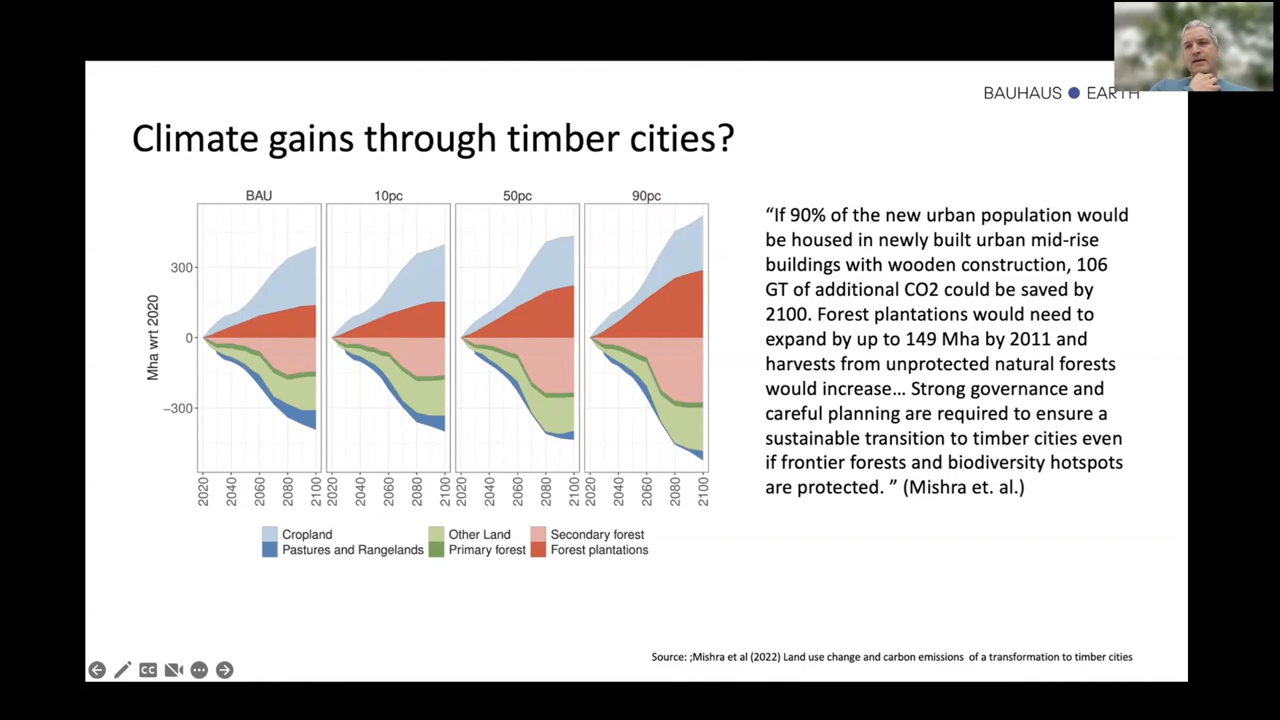 BAUHAUS EARTH
Climate gains through timber cities?
BAU
10pc
50pc
90pc
Mha wrt 2020
300
0
−300
2020 2040 2060 2080 2100
2020 2040 2060 2080 2100
2020 2040 2060 2080 2100
2020 2040 2060 2080 2100
Cropland
Pastures and Rangelands
Other Land
Primary forest
Secondary forest
Forest plantations
“If 90% of the new urban population would
be housed in newly built urban mid-rise
buildings with wooden construction, 106
GT of additional CO2 could be saved by
2100. Forest plantations would need to
expand by up to 149 Mha by 2011 and
harvests from unprotected natural forests
would increase... Strong governance and
careful planning are required to ensure a
sustainable transition to timber cities even
if frontier forests and biodiversity hotspots
are protected. ” (Mishra et. al.)
Source: ;Mishra et al (2022) Land use change and carbon emissions of a transformation to timber cities
CC